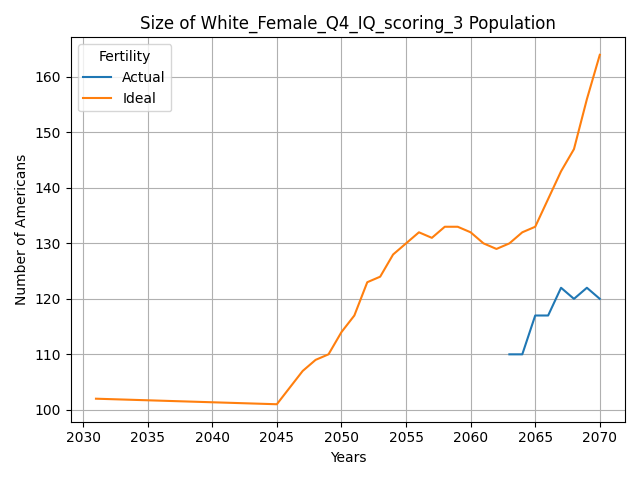 Size of White_Female_Q4_IQ_scoring_3 Population
Fertility
Actual
Ideal
Number of Americans
160
150
140
130
120
110
100
2030 2035 2040 2045 2050 2055 2060 2065 2070
Years